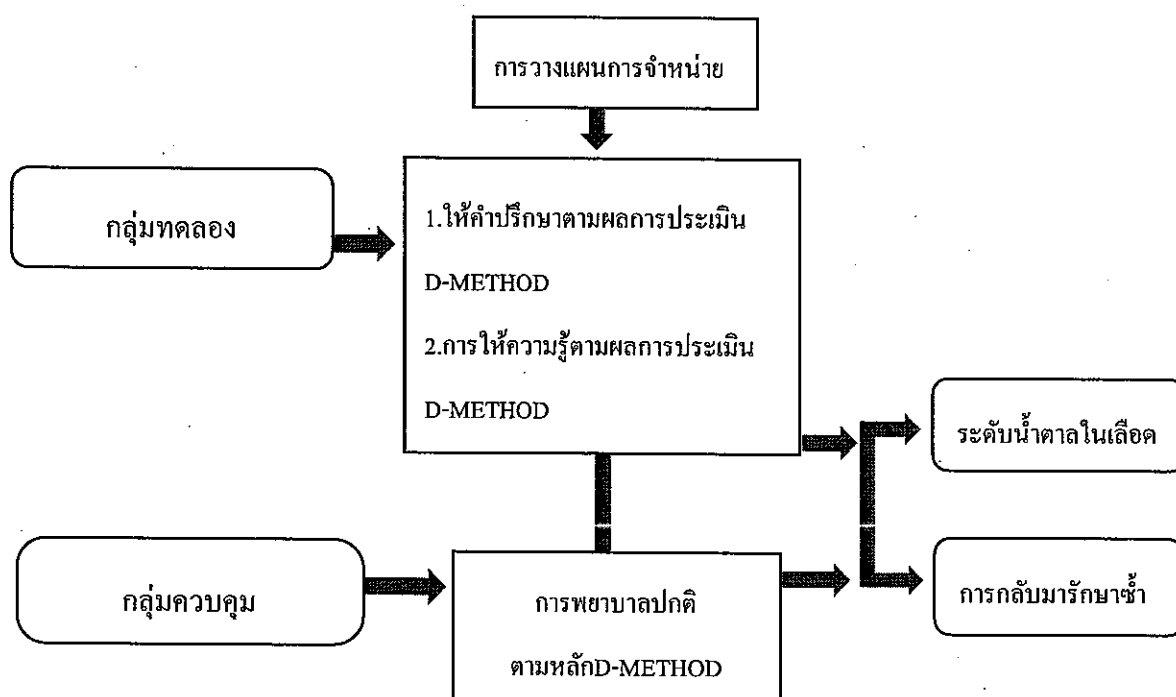 การวางแผนการจำหน่าย
กลุ่มทดลอง
1.ให้คำปรึกษาตามผลการประเมิน
D-METHOD
2.การให้ความรู้ตามผลการประเมิน
D-METHOD
ระดับน้ำตาลในเลือด
กลุ่มควบคุม
การพยาบาลปกติ
ตามหลักD-METHOD
การกลับมารักษาซ้ำ